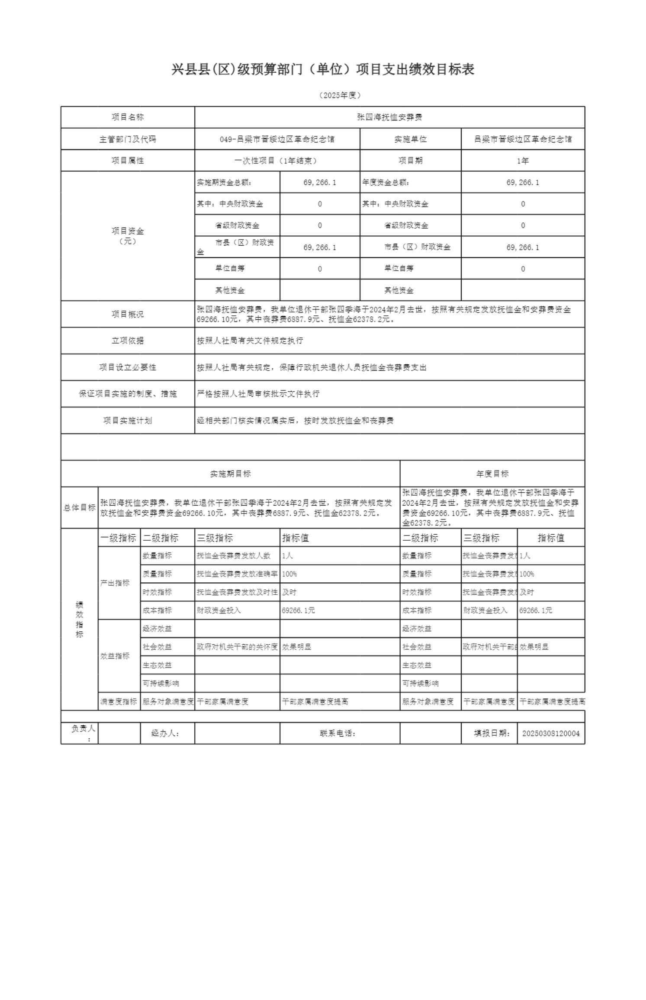 兴县县(区)级预算部门（单位）项目支出绩效目标表
（2025年度）
项目名称 张四海抚恤安葬费
主管部门及代码 049-吕梁市晋绥边区革命纪念馆 实施单位 吕梁市晋绥边区革命纪念馆
项目属性 一次性项目（1年结束） 项目期 1年
项目资金
（元）
实施期资金总额: 69,266.1 年度资金总额: 69,266.1
其中: 中央财政资金 0 其中: 中央财政资金 0
省级财政资金 0 省级财政资金 0
市县（区）财政资
金 69,266.1 市县（区）财政资金 69,266.1
单位自筹 0 单位自筹 0
其他资金 其他资金
项目概况 张四海抚恤安葬费，我单位退休干部张四季海于2024年2月去世，按照有关规定发放抚恤金和安葬费资金
69266.10元，其中丧葬费6887.9元、抚恤金62378.2元。
立项依据 按照人社局有关文件规定执行
项目设立必要性 按照人社局有关规定，保障行政机关退休人员抚恤金丧葬费支出
保证项目实施的制度、措施 严格按照人社局审核批示文件执行
项目实施计划 经相关部门核实情况属实后，按时发放抚恤金和丧葬费
实施期目标 年度目标
总体目标
张四海抚恤安葬费，我单位退休干部张四季海于2024年2月去世，按照有关规定发
放抚恤金和安葬费资金69266.10元，其中丧葬费6887.9元、抚恤金62378.2元。
张四海抚恤安葬费，我单位退休干部张四季海于
2024年2月去世，按照有关规定发放抚恤金和安葬
费资金69266.10元，其中丧葬费6887.9元、抚恤
金62378.2元。
绩
效
指
标
一级指标 二级指标 三级指标 指标值 二级指标 三级指标 指标值
产出指标
数量指标 抚恤金丧葬费发放人数 1人 数量指标 抚恤金丧葬费发 1人
质量指标 抚恤金丧葬费发放准确率 100% 质量指标 抚恤金丧葬费发 100%
时效指标 抚恤金丧葬费发放及时性 及时 时效指标 抚恤金丧葬费发 及时
成本指标 财政资金投入 69266.1元 成本指标 财政资金投入 69266.1元
效益指标
经济效益 经济效益
社会效益 政府对机关干部的关怀度 效果明显 社会效益 政府对机关干部 效果明显
生态效益 生态效益
可持续影响 可持续影响
满意度指标 服务对象满意度 干部家属满意度 干部家属满意度提高 服务对象满意度 干部家属满意度 干部家属满意度提高
负责人
: 经办人: 联系电话: 填报日期: 20250308120004